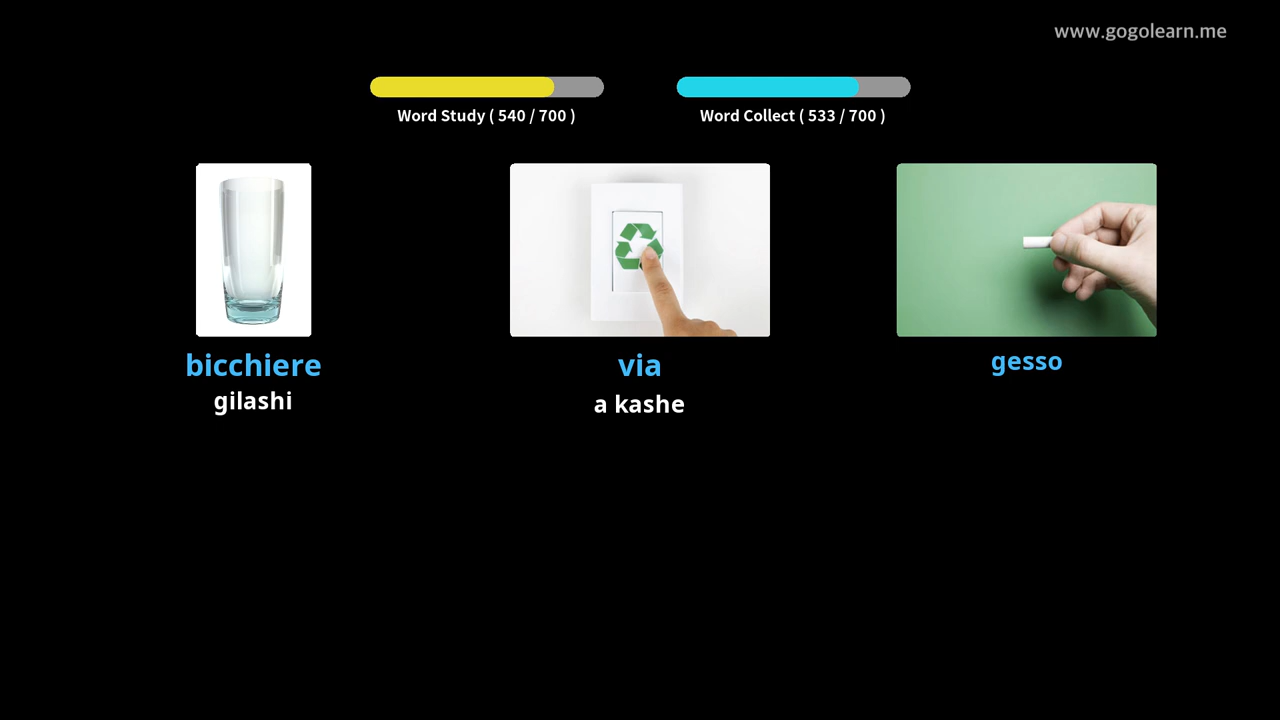 www.gogolearn.me
Word Study ( 540 / 700 )
Word Collect ( 533 / 700 )
bicchiere
gilashi
via
a kashe
gesso